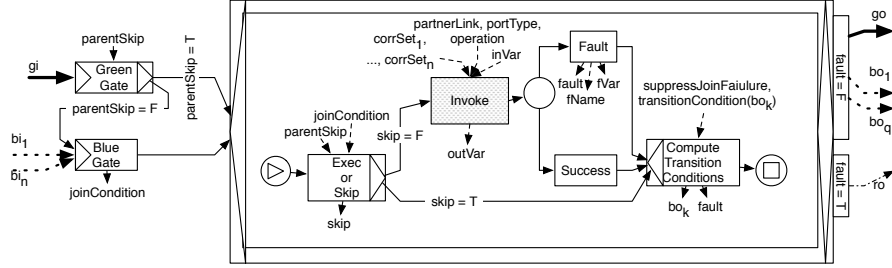 parentSkip
gi
Green
Gate
parentSkip = T
parentSkip = F
bi1
bin
Blue
Gate
joinCondition
joinCondition
parentSkip
Exec
or
Skip
skip
skip = F
skip = T
partnerLink, portType,
corrSet1,
operation
..., corrSetn
inVar
Invoke
outVar
Fault
fault
fVar
fName
Success
suppressJoinFaiulure,
transitionCondition(bok)
Compute
Transition
Conditions
bok
fault
fault = F
fault = T
go
bo1
boq
ro